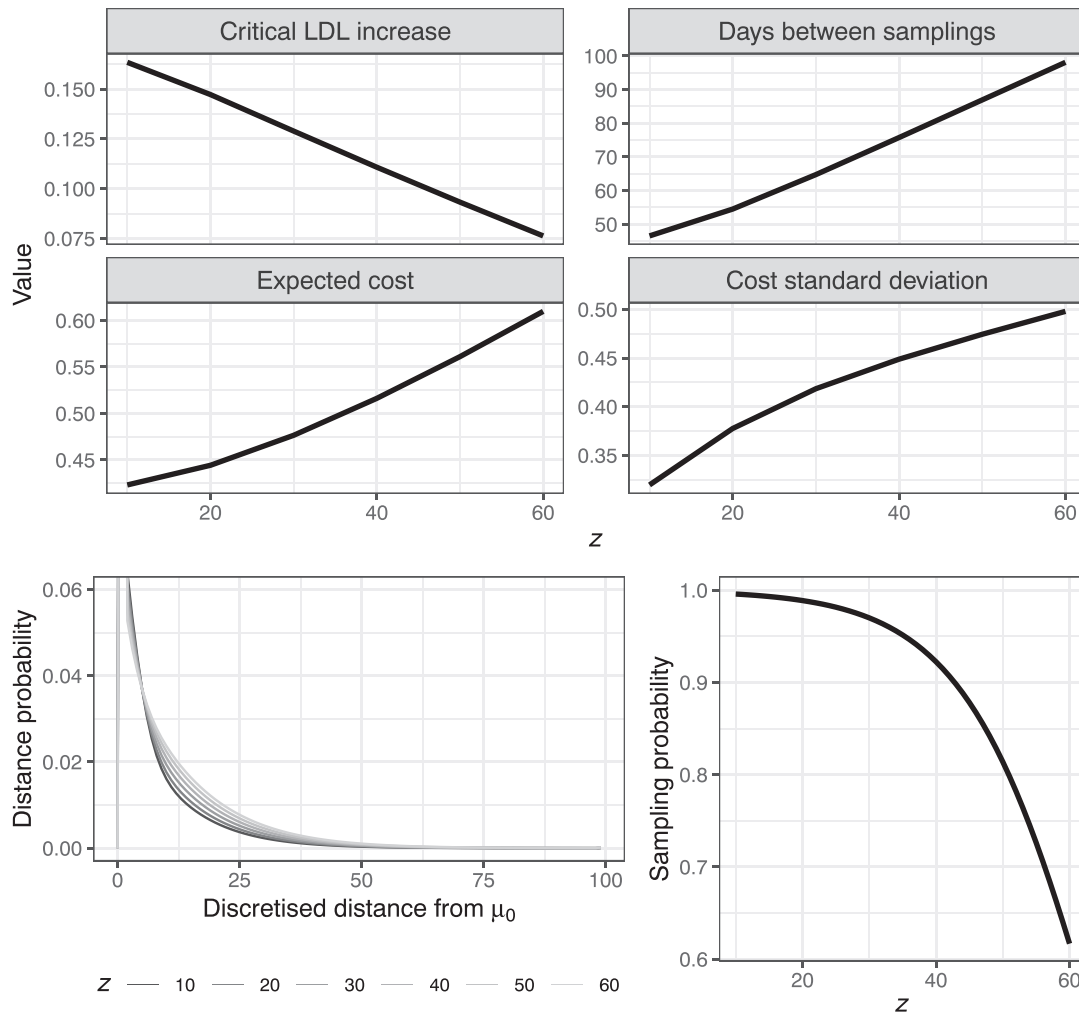 Critical LDL increase
Days between samplings
0.150
0.125
0.100
0.075
100
90
80
70
60
50
Value
Expected cost
Cost standard deviation
0.60
0.55
0.50
0.45
0.50
0.45
0.40
0.35
20 40 60
20 40 60
z
0.06
0.04
0.02
0.00
Distance probability
0 25 50 75 100
Discretised distance from μ₀
z 10 20 30 40 50 60
1.0
0.9
0.8
0.7
0.6
Sampling probability
20 40 60
z